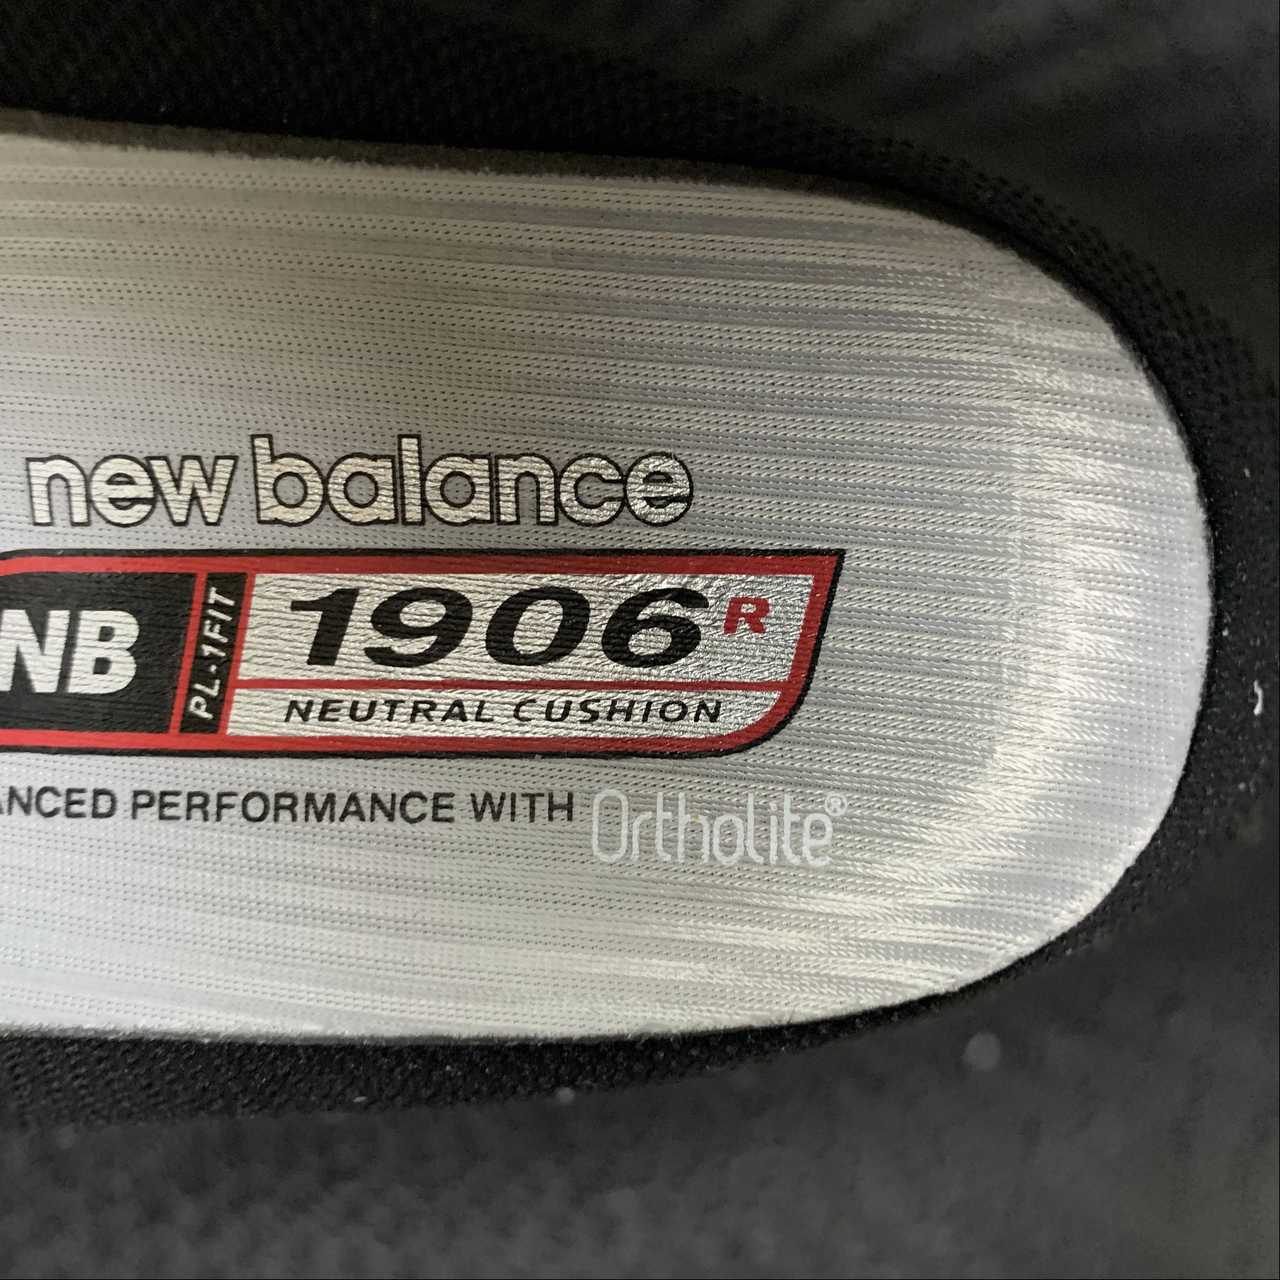 new balance
NB PL-1FIT 1906 R
NEUTRAL CUSHION
ANCED PERFORMANCE WITH Ortholite®